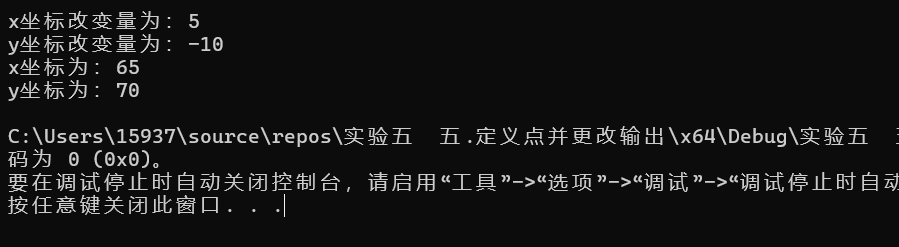 x坐标改变量为：5
y坐标改变量为：-10
x坐标为：65
y坐标为：70
C:\Users\15937\source\repos\实验五  五.定义点并更改输出\x64\Debug\实验五
码为 0 (0x0)。
要在调试停止时自动关闭控制台，请启用“工具”->“选项”->“调试”->“调试停止时自动
按任意键关闭此窗口. . .